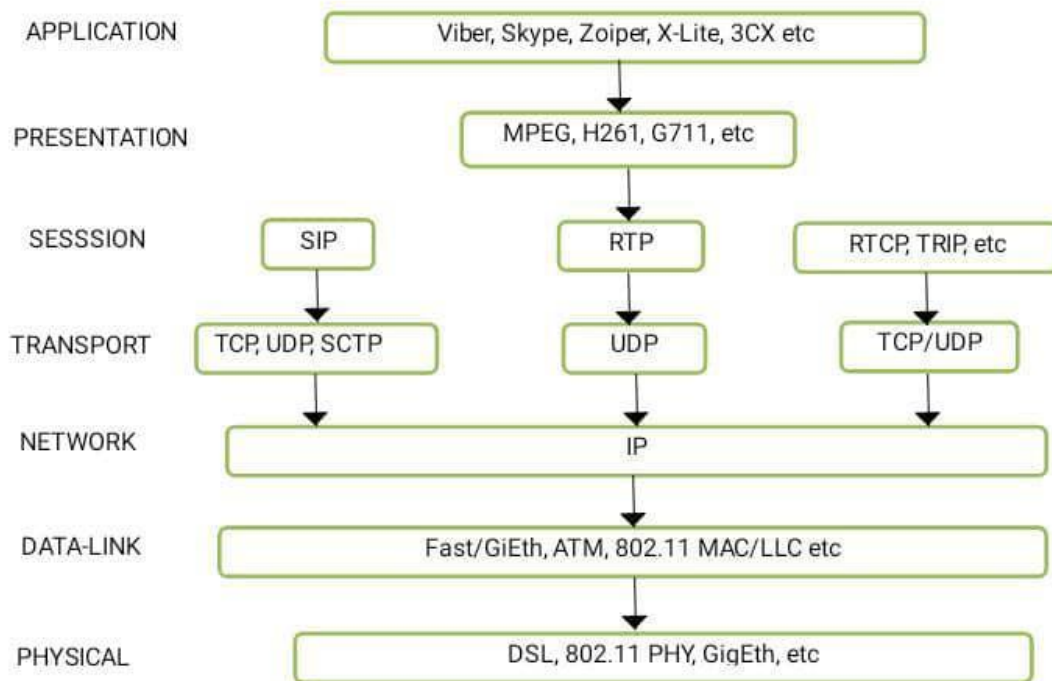 APPLICATION
Viber, Skype, Zoiper, X-Lite, 3CX etc
PRESENTATION
MPEG, H261, G711, etc
SESSSION
SIP
RTP
RTCP, TRIP, etc
TRANSPORT
TCP, UDP, SCTP
UDP
TCP/UDP
NETWORK
IP
DATA-LINK
Fast/GiEth, ATM, 802.11 MAC/LLC etc
PHYSICAL
DSL, 802.11 PHY, GigEth, etc